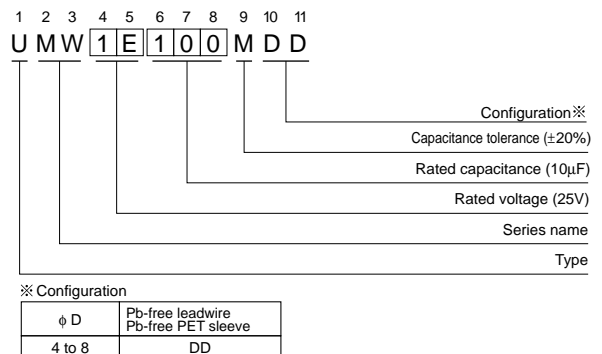 1 2 3 4 5 6 7 8 9 10 11
U M W 1 E 1 0 0 M D D
Configuration※
Capacitance tolerance (±20%)
Rated capacitance (10μF)
Rated voltage (25V)
Series name
Type
※ Configuration
φ D
Pb-free leadwire
Pb-free PET sleeve
4 to 8
DD